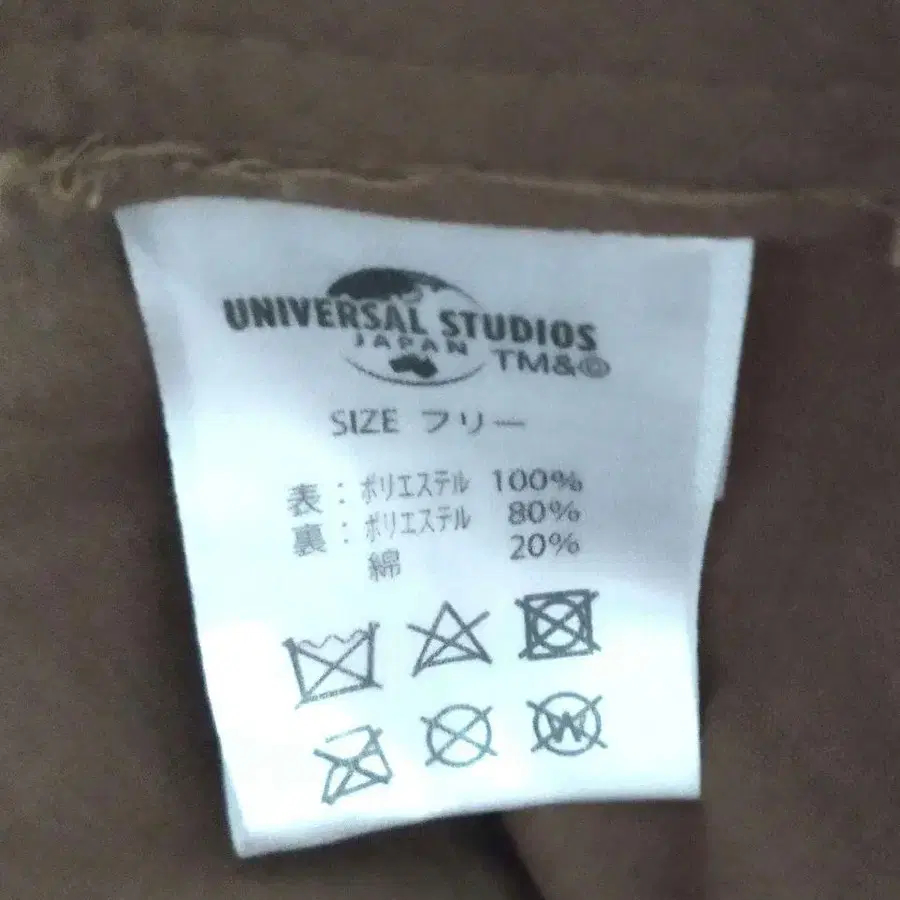 UNIVERSAL STUDIOS
JAPAN TM&©
SIZE フリー
表：ポリエステル 100%
裏：ポリエステル 80%
綿 20%
W